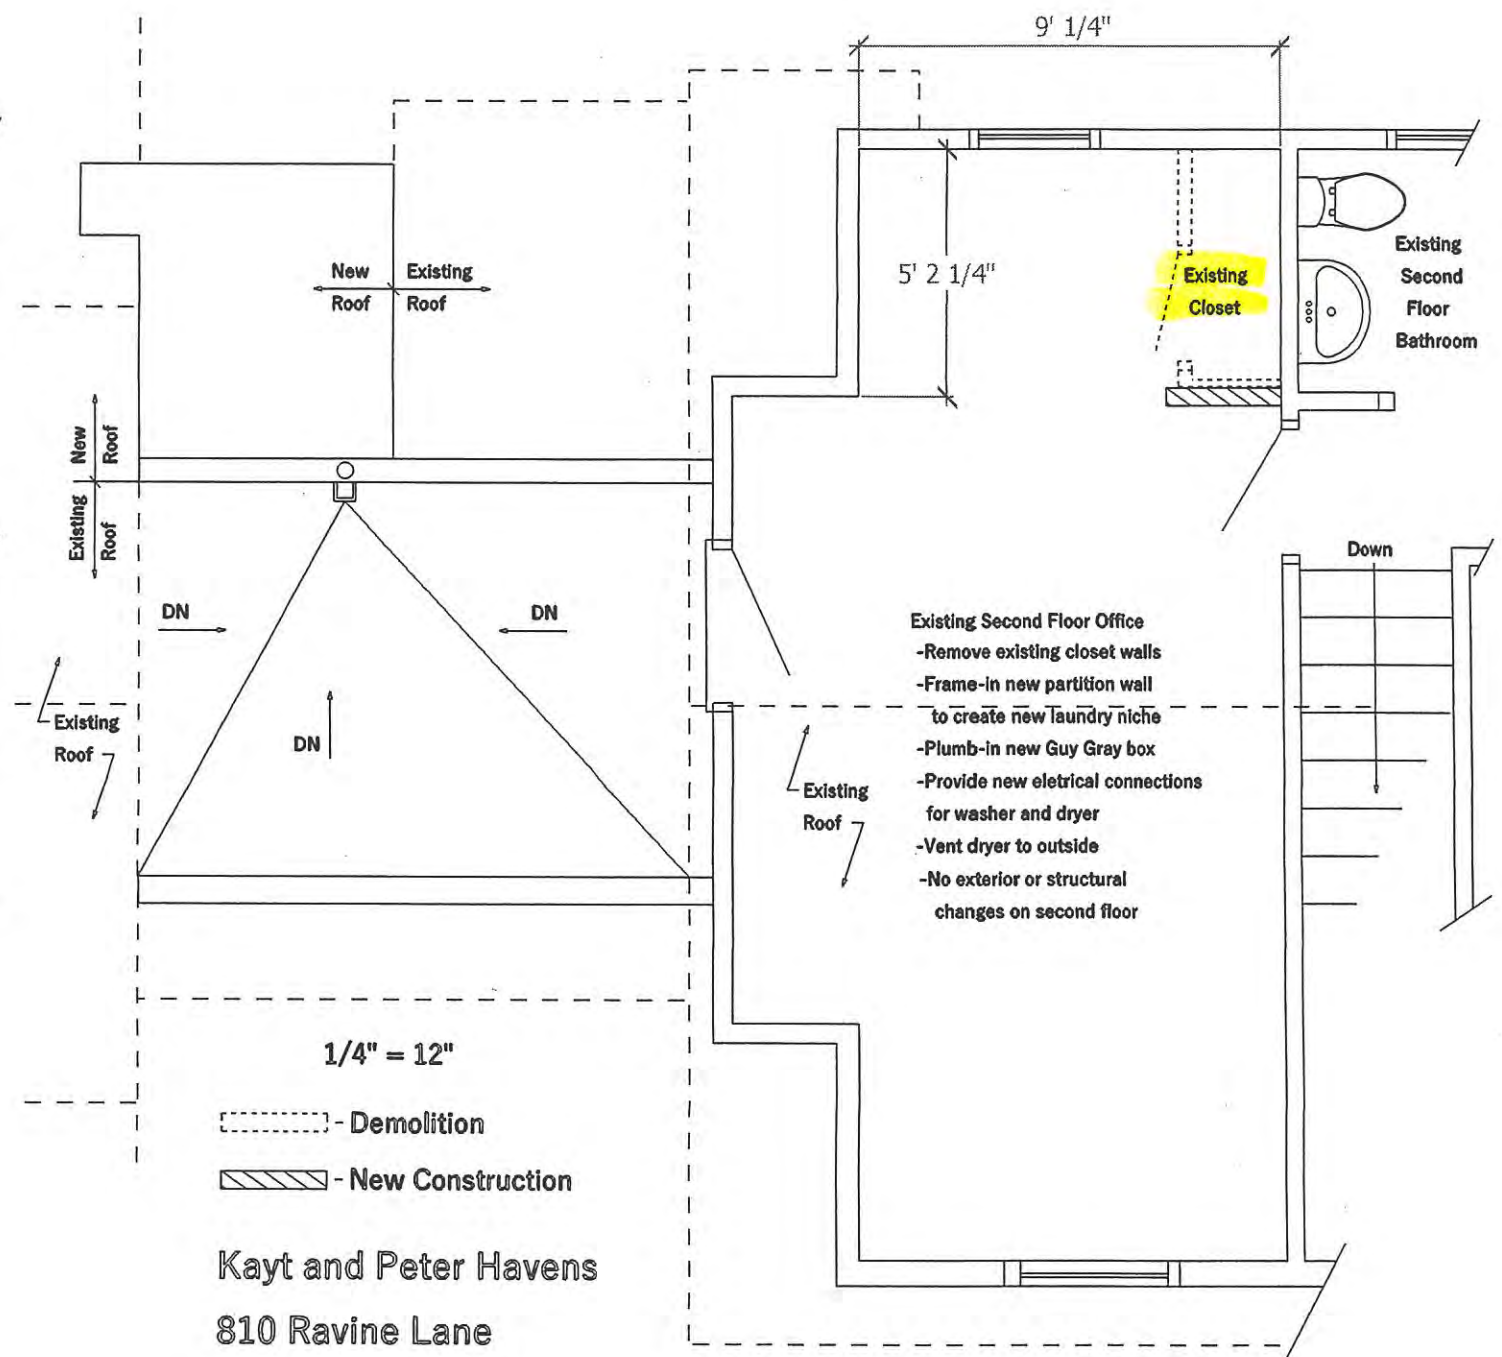 9' 1/4"
5' 2 1/4"
Existing
Closet
Existing
Second
Floor
Bathroom
New
Roof
Existing
Roof
New
Roof
Existing
Roof
DN
DN
DN
Existing
Roof
Down
Existing Second Floor Office
-Remove existing closet walls
-Frame-in new partition wall
to create new laundry niche
-Plumb-in new Guy Gray box
-Provide new eletrical connections
for washer and dryer
-Vent dryer to outside
-No exterior or structural
changes on second floor
Existing
Roof
1/4" = 12"
- Demolition
- New Construction
Kayt and Peter Havens
810 Ravine Lane